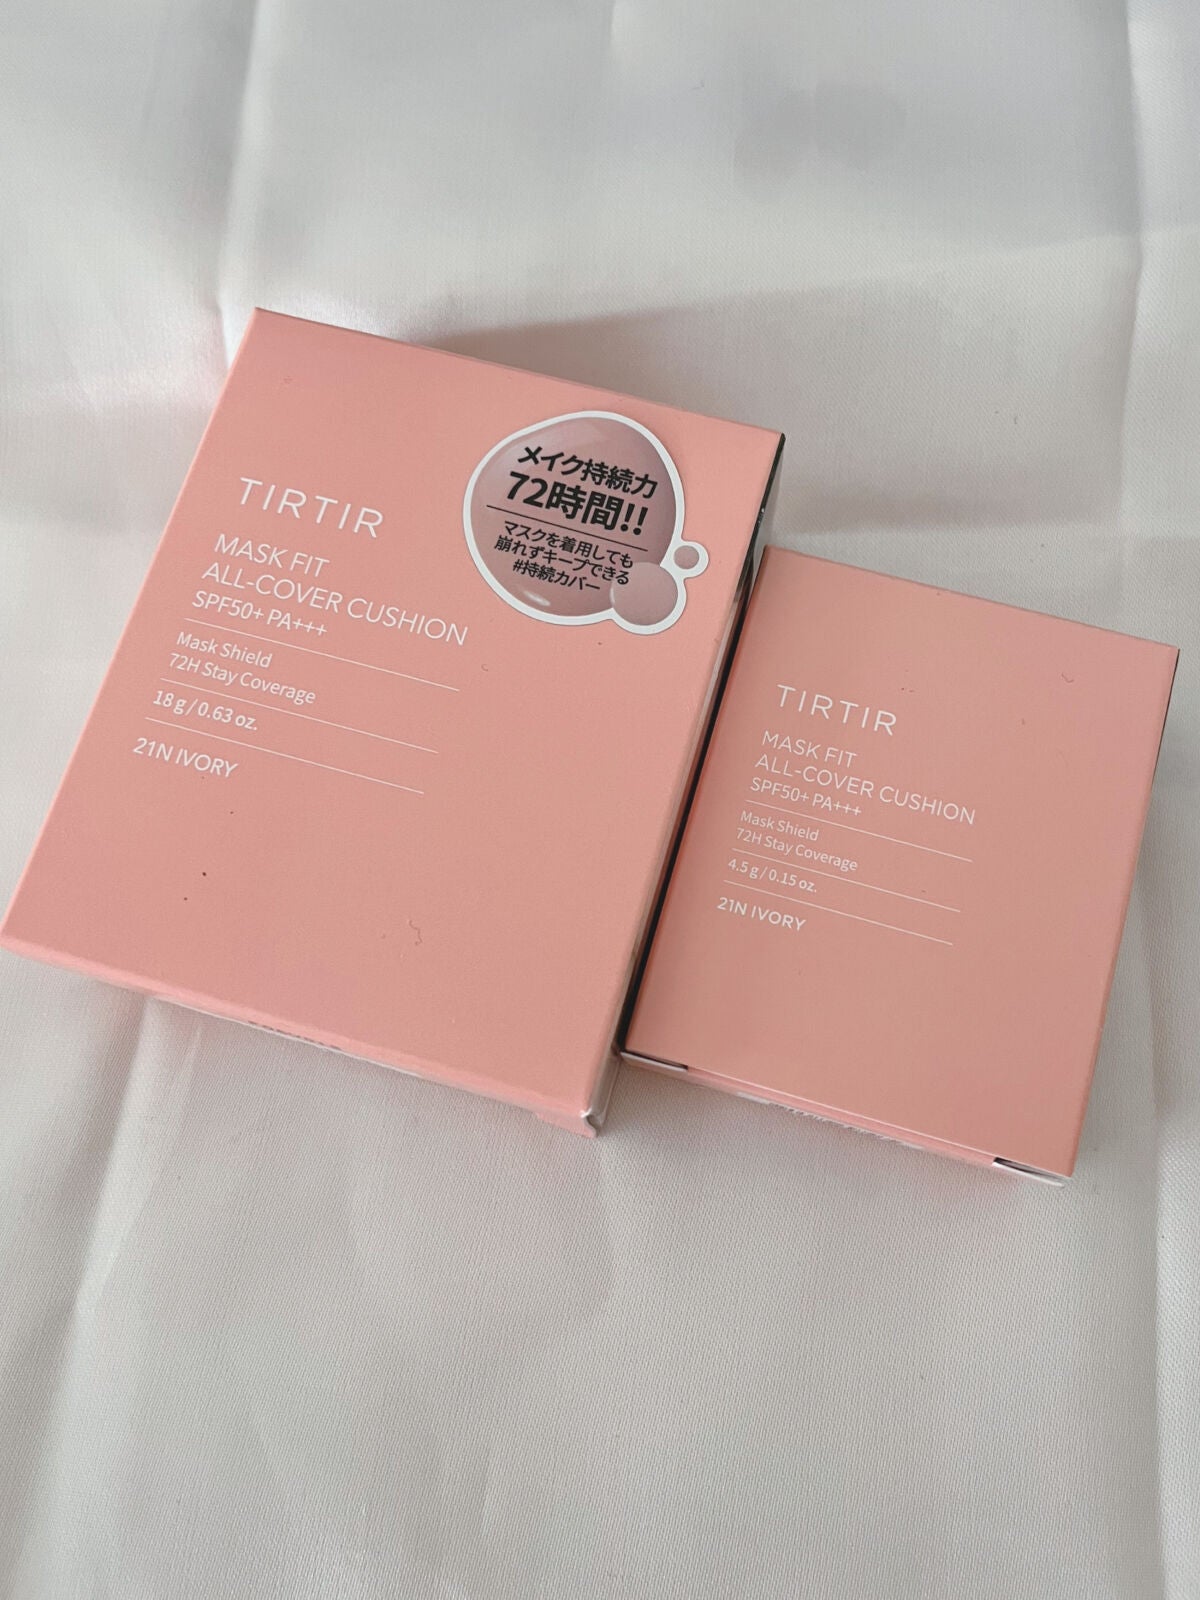 TIRTIR
MASK FIT
ALL-COVER CUSHION
SPF50+ PA+++
Mask Shield
72H Stay Coverage
18 g / 0.63 oz.
21N IVORY
メイク持続力
72時間!!
マスクを着用しても
崩れずキープできる
#持続カバー
TIRTIR
MASK FIT
ALL-COVER CUSHION
SPF50+ PA+++
Mask Shield
72H Stay Coverage
4.5 g / 0.15 oz.
21N IVORY